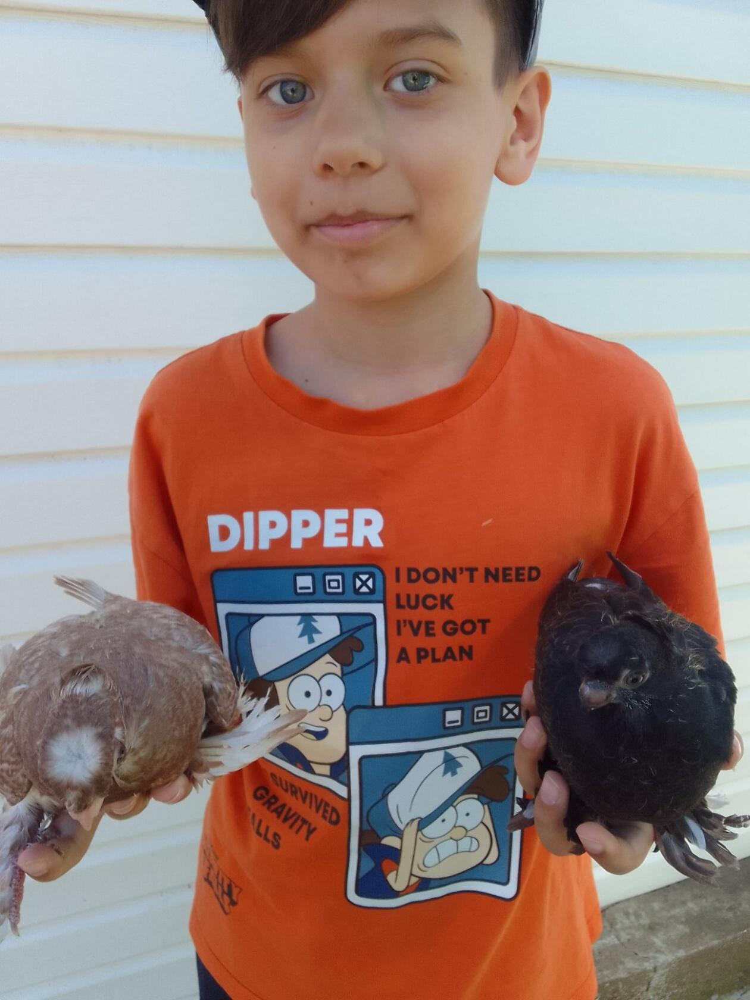 DIPPER
I DON'T NEED
LUCK
I'VE GOT
A PLAN
SURVIVED
GRAVITY
ALLS